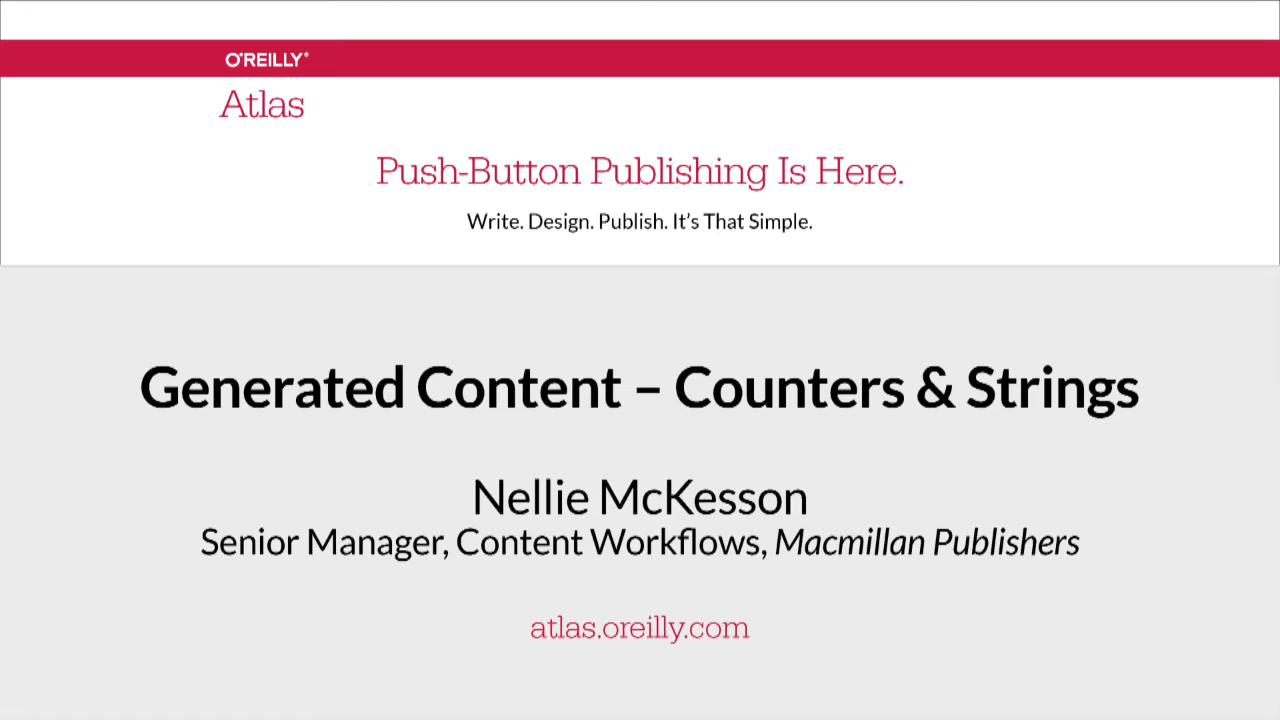 O'REILLY®
Atlas
Push-Button Publishing Is Here.
Write. Design. Publish. It’s That Simple.
Generated Content – Counters & Strings
Nellie McKesson
Senior Manager, Content Workflows, Macmillan Publishers
atlas.oreilly.com